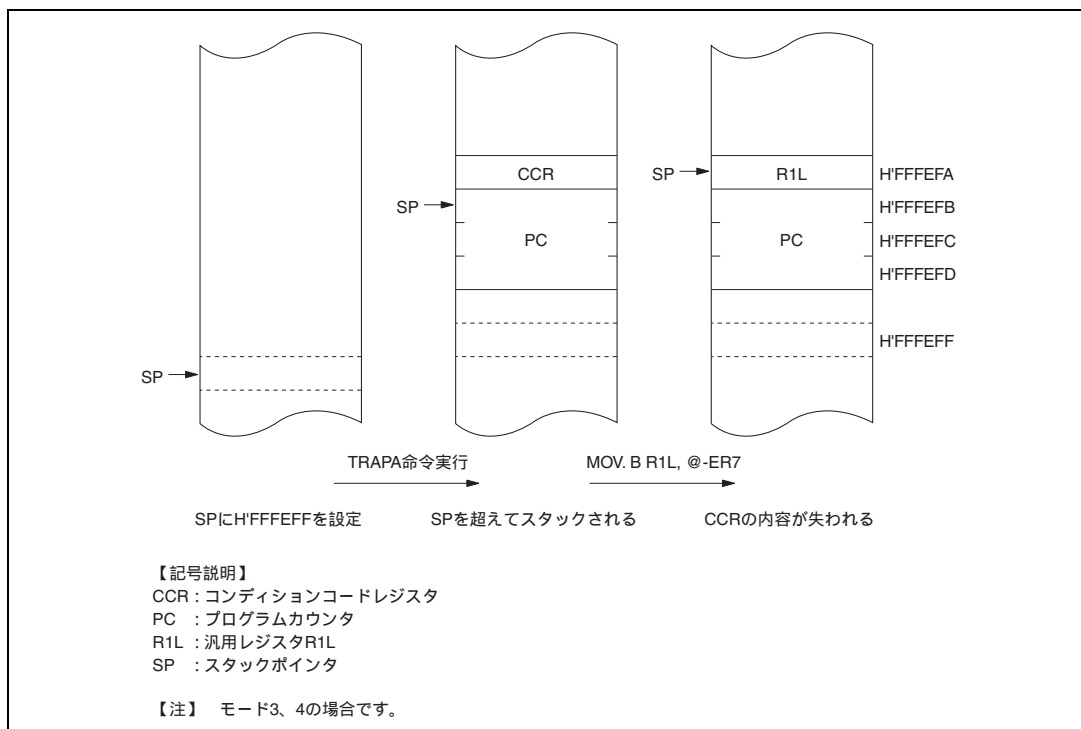 CCR
SP
PC
SP
R1L
PC
H'FFFEFA
H'FFFEFB
H'FFFEFC
H'FFFEFD
H'FFFEFF
SP
TRAPA命令実行
MOV. B R1L, @-ER7
SPにH'FFFEFFを設定
SPを超えてスタックされる
CCRの内容が失われる
【記号説明】
CCR : コンディションコードレジスタ
PC : プログラムカウンタ
R1L : 汎用レジスタR1L
SP : スタックポインタ
【注】 モード3、4の場合です。